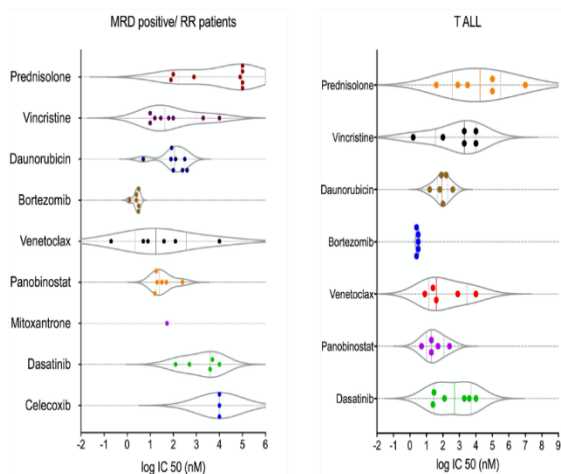 MRD positive/ RR patients
Prednisolone
Vincristine
Daunorubicin
Bortezomib
Venetoclax
Panobinostat
Mitoxantrone
Dasatinib
Celecoxib
-2 -1 0 1 2 3 4 5 6
log IC 50 (nM)
T ALL
Prednisolone
Vincristine
Daunorubicin
Bortezomib
Venetoclax
Panobinostat
Dasatinib
-2 -1 0 1 2 3 4 5 6 7 8 9
log IC 50 (nM)